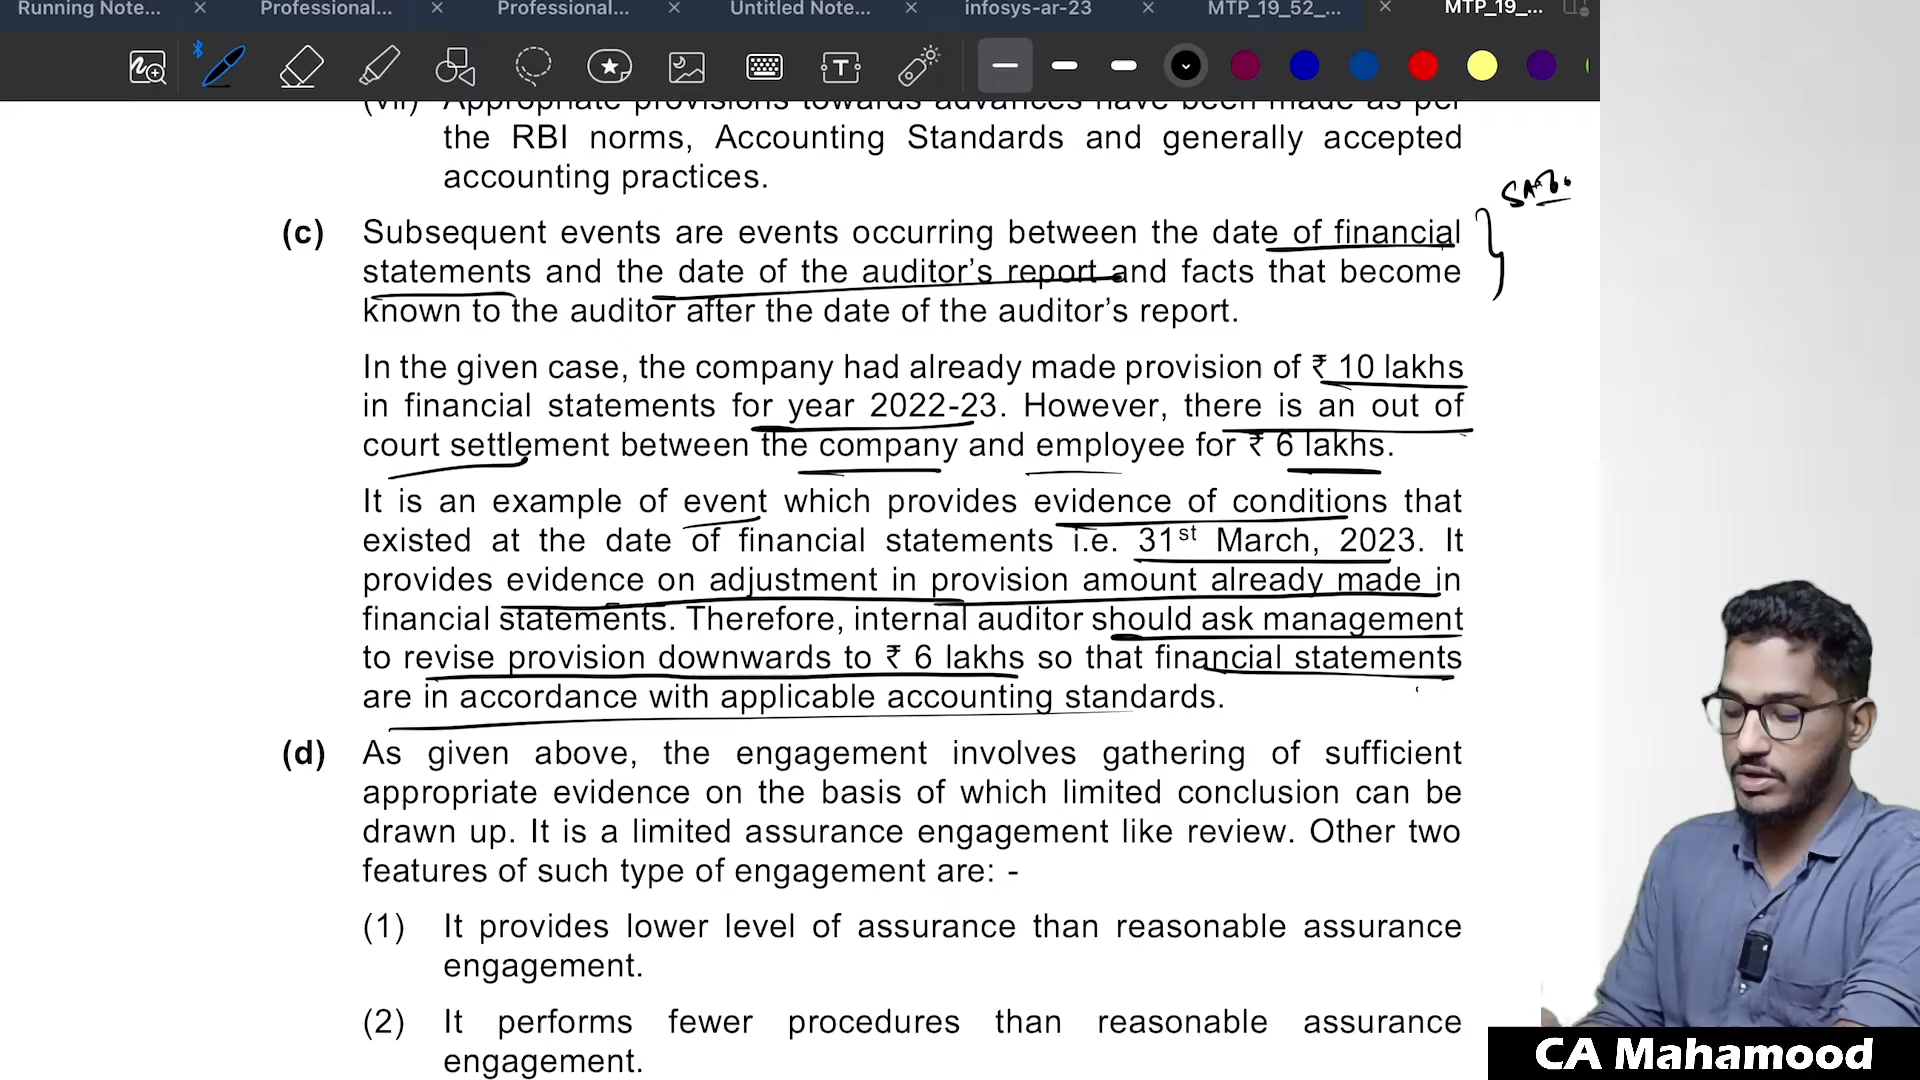 Running Note...
Professional...
Professional...
Untitled Note...
infosys-ar-23
MTP_19_52_...
MTP_19_...
(vii) Appropriate provisions towards advances have been made as per
the RBI norms, Accounting Standards and generally accepted
accounting practices.
(c) Subsequent events are events occurring between the date of financial
statements and the date of the auditor's report and facts that become
known to the auditor after the date of the auditor's report.
In the given case, the company had already made provision of ₹ 10 lakhs
in financial statements for year 2022-23. However, there is an out of
court settlement between the company and employee for ₹ 6 lakhs.
It is an example of event which provides evidence of conditions that
existed at the date of financial statements i.e. 31st March, 2023. It
provides evidence on adjustment in provision amount already made in
financial statements. Therefore, internal auditor should ask management
to revise provision downwards to ₹ 6 lakhs so that financial statements
are in accordance with applicable accounting standards.
(d) As given above, the engagement involves gathering of sufficient
appropriate evidence on the basis of which limited conclusion can be
drawn up. It is a limited assurance engagement like review. Other two
features of such type of engagement are: -
(1) It provides lower level of assurance than reasonable assurance
engagement.
(2) It performs fewer procedures than reasonable assurance
engagement.
CA Mahamood